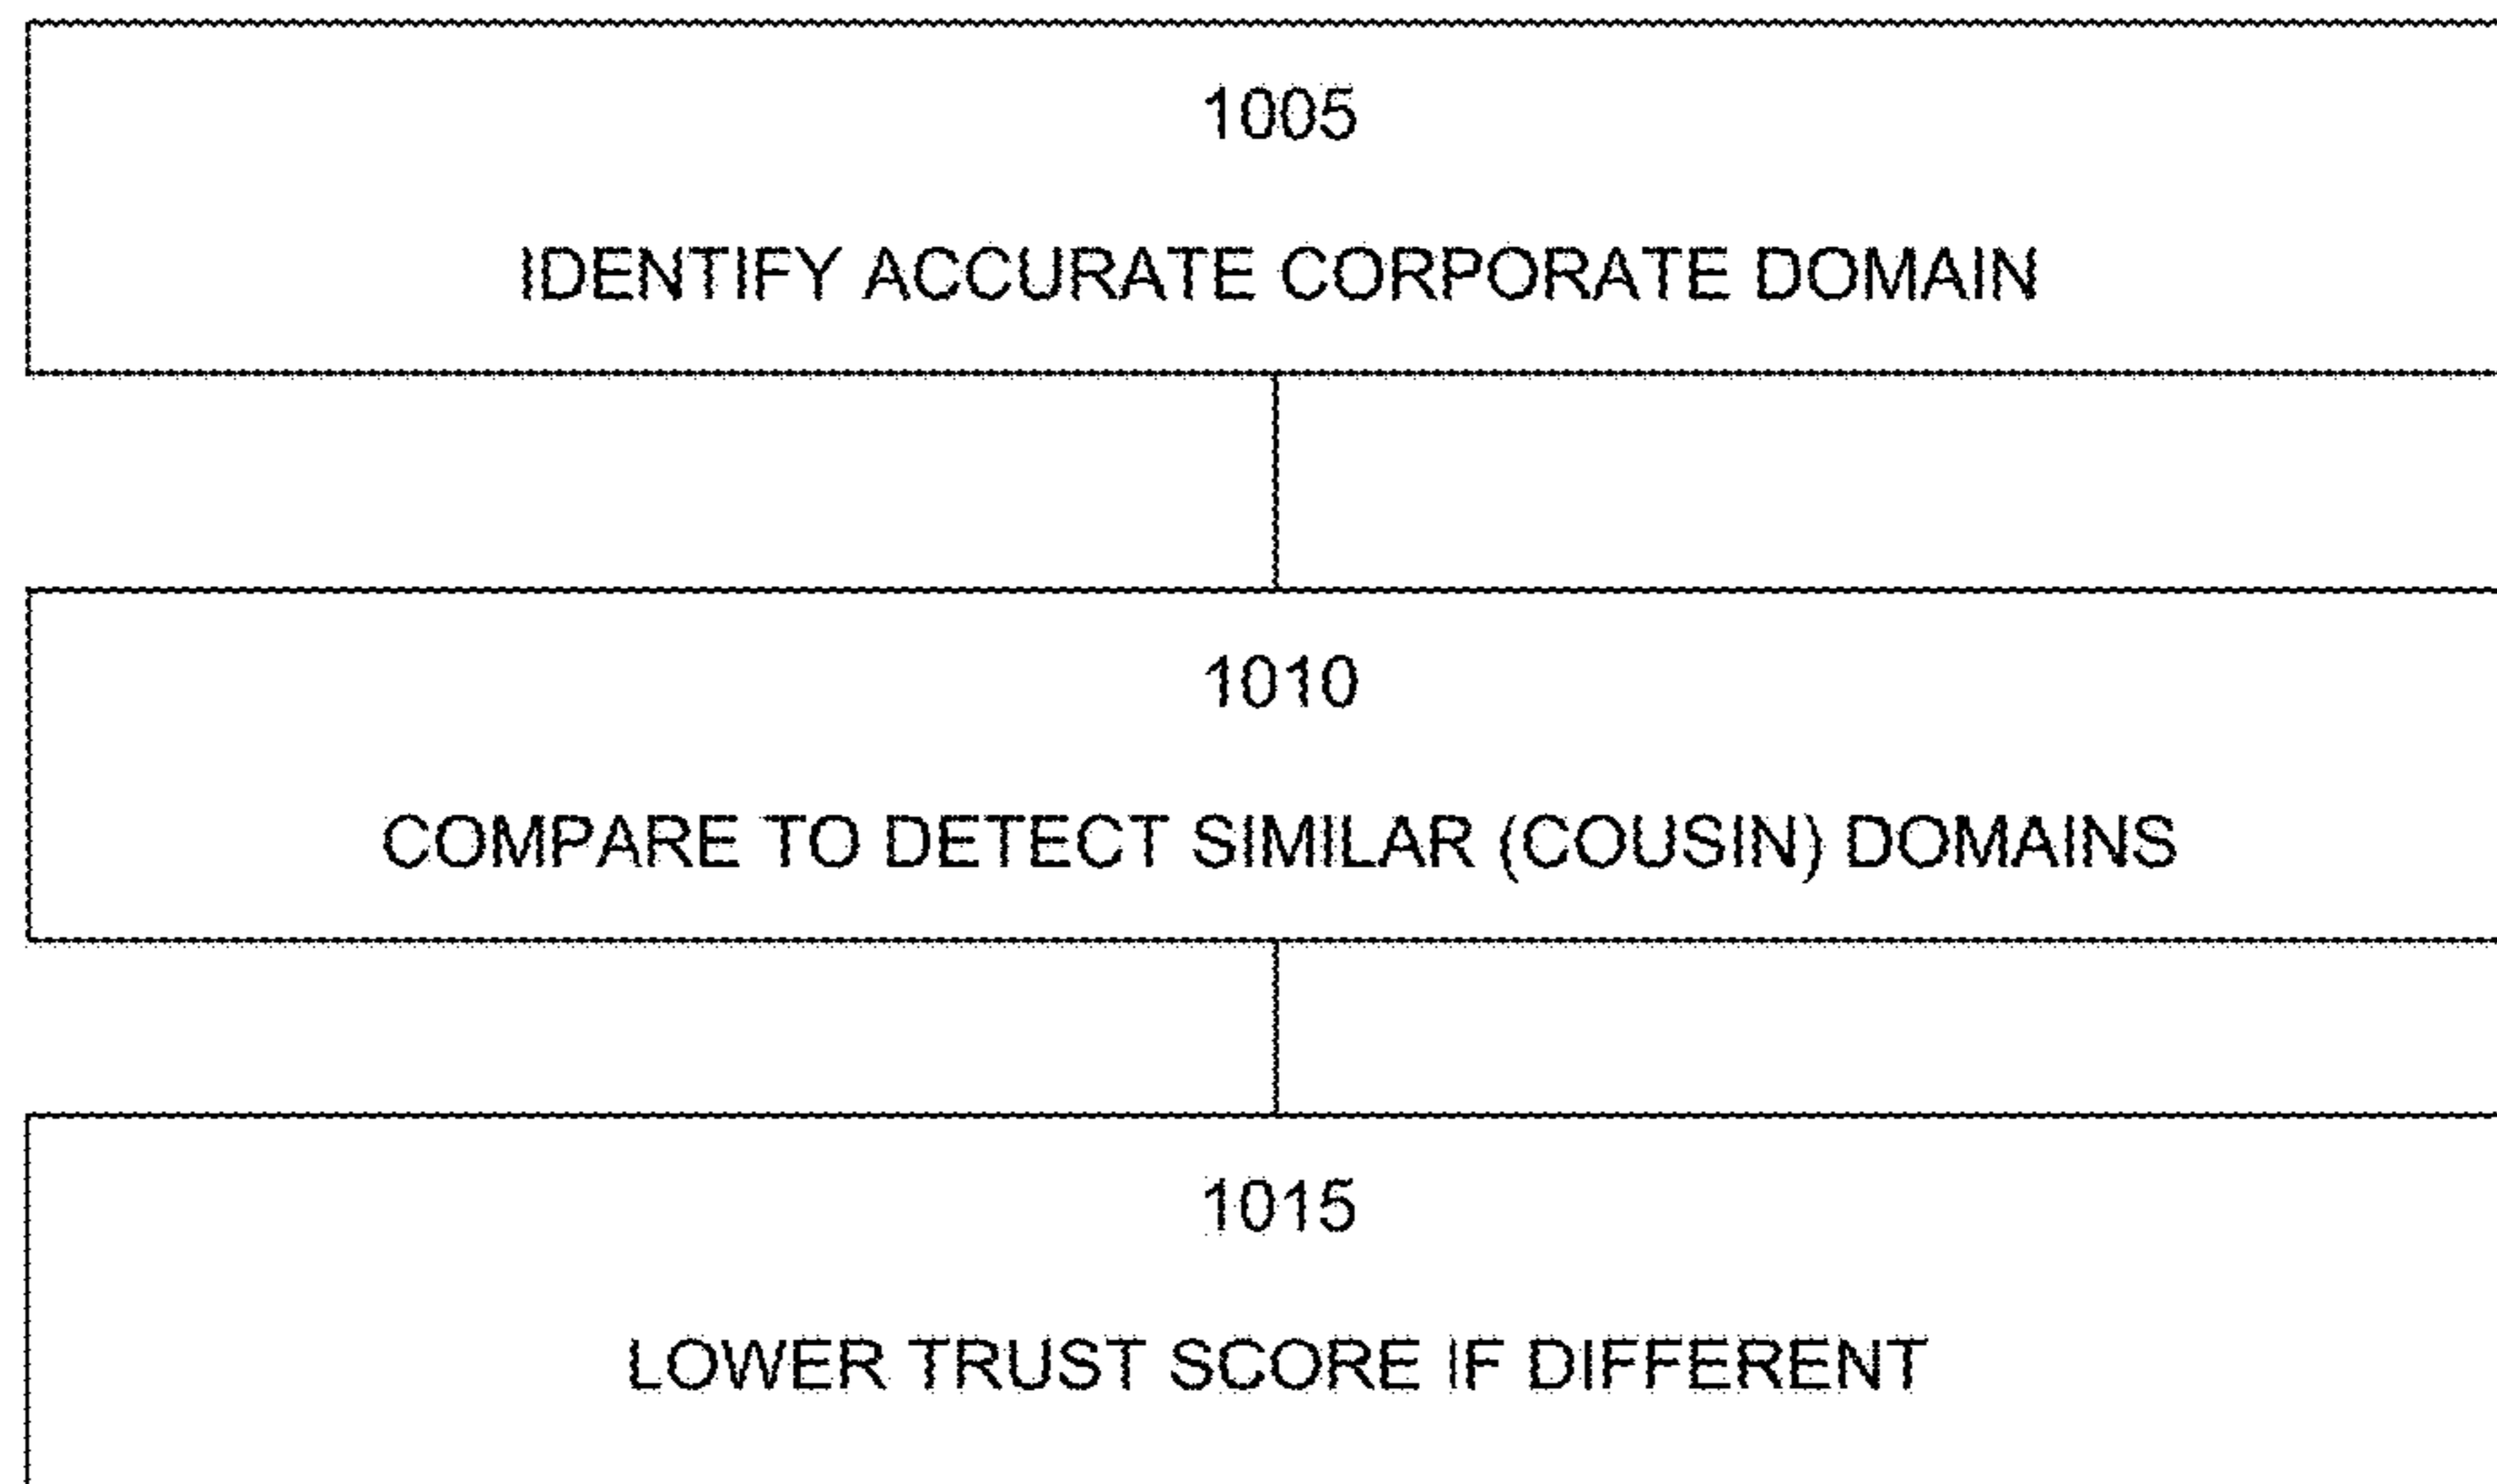 1005
IDENTIFY ACCURATE CORPORATE DOMAIN
1010
COMPARE TO DETECT SIMILAR (COUSIN) DOMAINS
1015
LOWER TRUST SCORE IF DIFFERENT